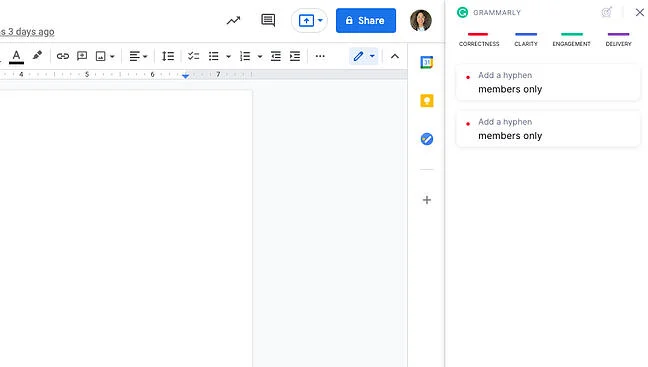 s 3 days ago
Share
GRAMMARLY
A
4 5 6 7
31
CORRECTNESS CLARITY ENGAGEMENT DELIVERY
Add a hyphen
members only
Add a hyphen
members only